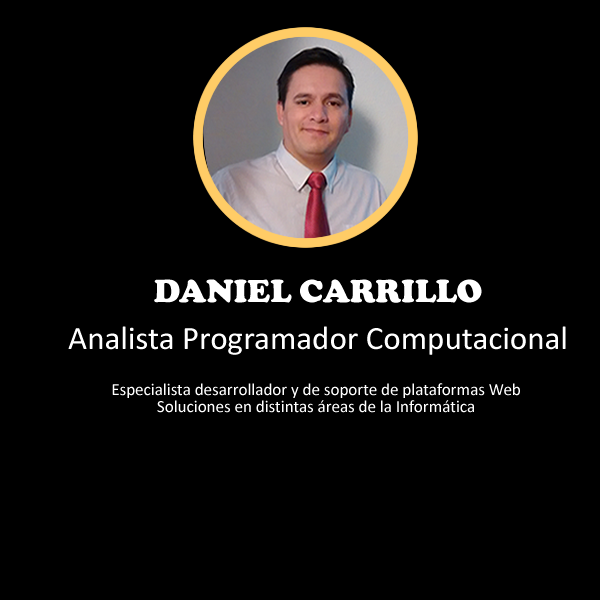 DANIEL CARRILLO
Analista Programador Computacional
Especialista desarrollador y de soporte de plataformas Web
Soluciones en distintas áreas de la Informática